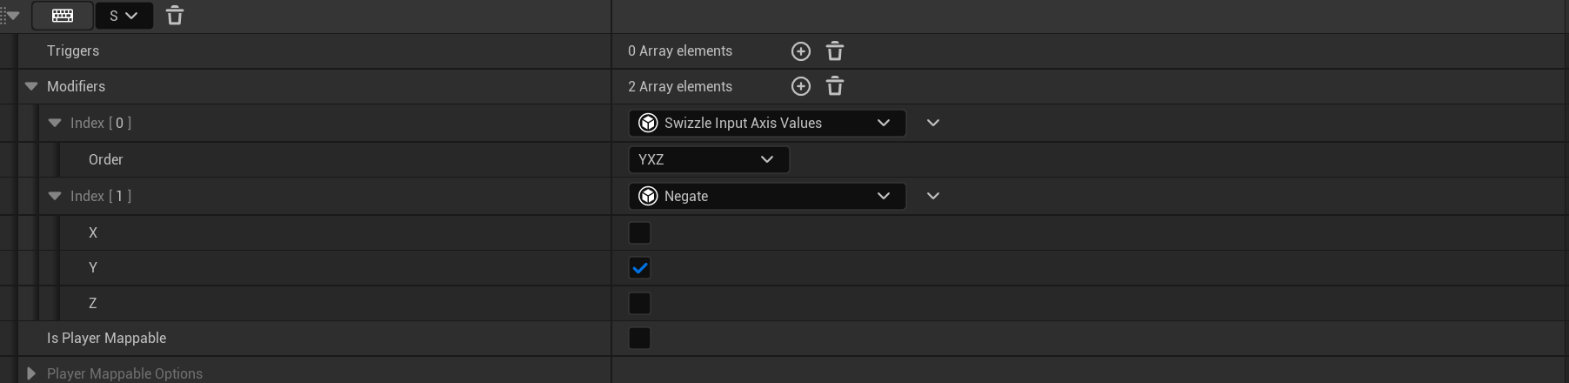 S
Triggers 0 Array elements
Modifiers 2 Array elements
Index [ 0 ] Swizzle Input Axis Values
Order YXZ
Index [ 1 ] Negate
X
Y
Z
Is Player Mappable
Player Mappable Options